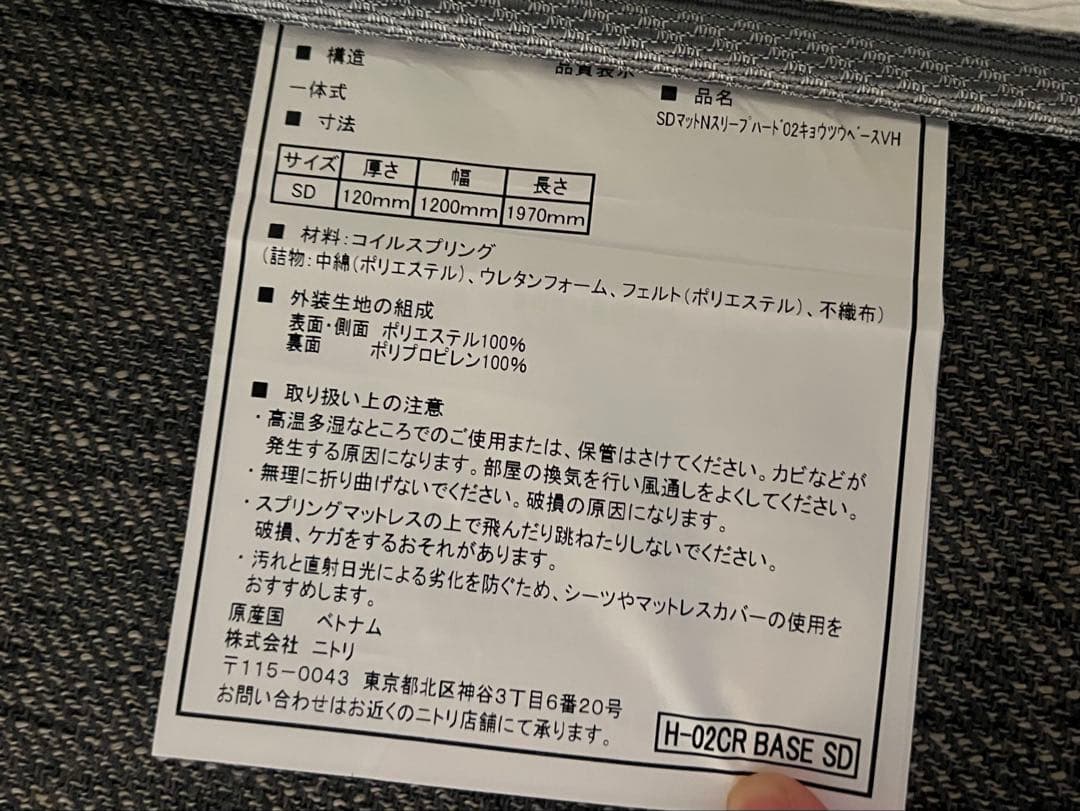 品質表示
■ 構造
一体式
■ 品名
SDマットNスリープハード02キョウツウベースVH
■ 寸法
サイズ 厚さ 幅 長さ
SD 120mm 1200mm 1970mm
■ 材料:コイルスプリング
(詰物:中綿(ポリエステル)、ウレタンフォーム、フェルト(ポリエステル)、不織布)
■ 外装生地の組成
表面・側面 ポリエステル100%
裏面 ポリプロピレン100%
■ 取り扱い上の注意
・高温多湿なところでのご使用または、保管はさけてください。カビなどが
発生する原因になります。部屋の換気を行い風通しをよくしてください。
・無理に折り曲げないでください。破損の原因になります。
・スプリングマットレスの上で飛んだり跳ねたりしないでください。
破損、ケガをするおそれがあります。
・汚れと直射日光による劣化を防ぐため、シーツやマットレスカバーの使用を
おすすめします。
原産国 ベトナム
株式会社 ニトリ
〒115-0043 東京都北区神谷3丁目6番20号
お問い合わせはお近くのニトリ店舗にて承ります。
H-02CR BASE SD